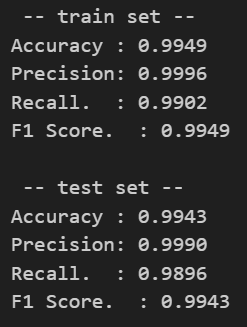 -- train set --
Accuracy : 0.9949
Precision: 0.9996
Recall.  : 0.9902
F1 Score.  : 0.9949

-- test set --
Accuracy : 0.9943
Precision: 0.9990
Recall.  : 0.9896
F1 Score.  : 0.9943